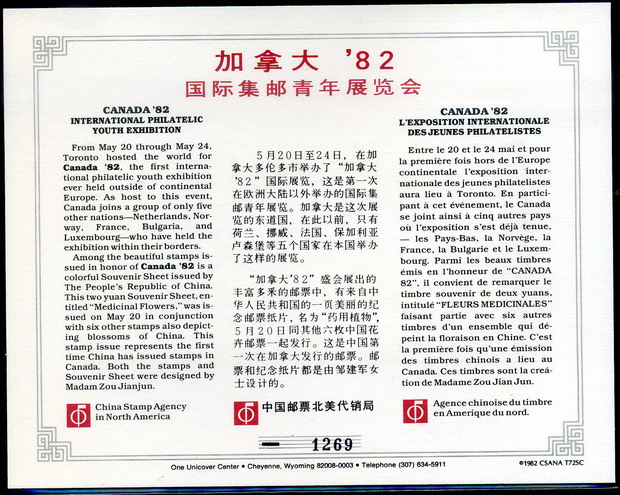 加拿大 '82
国际集邮青年展览会
CANADA '82
INTERNATIONAL PHILATELIC
YOUTH EXHIBITION
From May 20 through May 24,
Toronto hosted the world for
Canada '82, the first interna-
tional philatelic youth exhibition
ever held outside of continental
Europe. As host to this event,
Canada joins a group of only five
other nations—Netherlands, Nor-
way, France, Bulgaria, and
Luxembourg—who have held the
exhibition within their borders.
Among the beautiful stamps is-
sued in honor of Canada '82 is a
colorful Souvenir Sheet issued by
The People's Republic of China.
This two yuan Souvenir Sheet, en-
titled "Medicinal Flowers," was is-
sued on May 20 in conjunction
with six other stamps also depict-
ing blossoms of China. This
stamp issue represents the first
time China has issued stamps in
Canada. Both the stamps and
Souvenir Sheet were designed by
Madam Zou Jianjun.
China Stamp Agency
in North America
5月20日至24日，在加
拿大多伦多市举办了"加拿大
'82"国际展览，这是第一次
在欧洲大陆以外举办的国际集
邮青年展览。加拿大是这次展
览的东道国，在此以前，只有
荷兰、挪威、法国、保加利亚
卢森堡等五个国家在本国举办
了这样的展览。
"加拿大'82"盛会展出的
丰富多釆的邮票中，有来自中
华人民共和国的一页美丽的纪
念邮票纸片，名为"药用植物"，
5月20日同其他六枚中国花
卉邮票一起发行。这是中国第
一次在加拿大发行的邮票。邮
票和纪念纸片都是由邹建军女
士设计的。
中国邮票北美代销局
CANADA '82
L'EXPOSITION INTERNATIONALE
DES JEUNES PHILATELISTES
Entre le 20 et le 24 mai et pour
la première fois hors de l'Europe
continentale l'exposition inter-
nationale des jeunes philatelistes
aura lieu à Toronto. En partici-
pant à cet événement, le Canada
se joint ainsi à cinq autres pays
où l'exposition s'est déja tenue,
— les Pays-Bas, la Norvège, la
France, la Bulgarie et le Luxem-
bourg. Parmi les beaux timbres
émis en l'honneur de "CANADA
82", il convient de remarquer le
timbre souvenir de deux yuans,
intitulé "FLEURS MEDICINALES"
faisant partie avec six autres
timbres d'un ensemble qui dé-
peint la floraison en Chine. C'est
la première fois qu'une émission
des timbres chinois a lieu au
Canada. Ces timbres sont la créa-
tion de Madame Zou Jian Jun.
Agence chinoise du timbre
en Amerique du nord.
1269
One Unicover Center • Cheyenne, Wyoming 82008-0003 • Telephone (307) 634-5911
©1982 CSANA T72SC